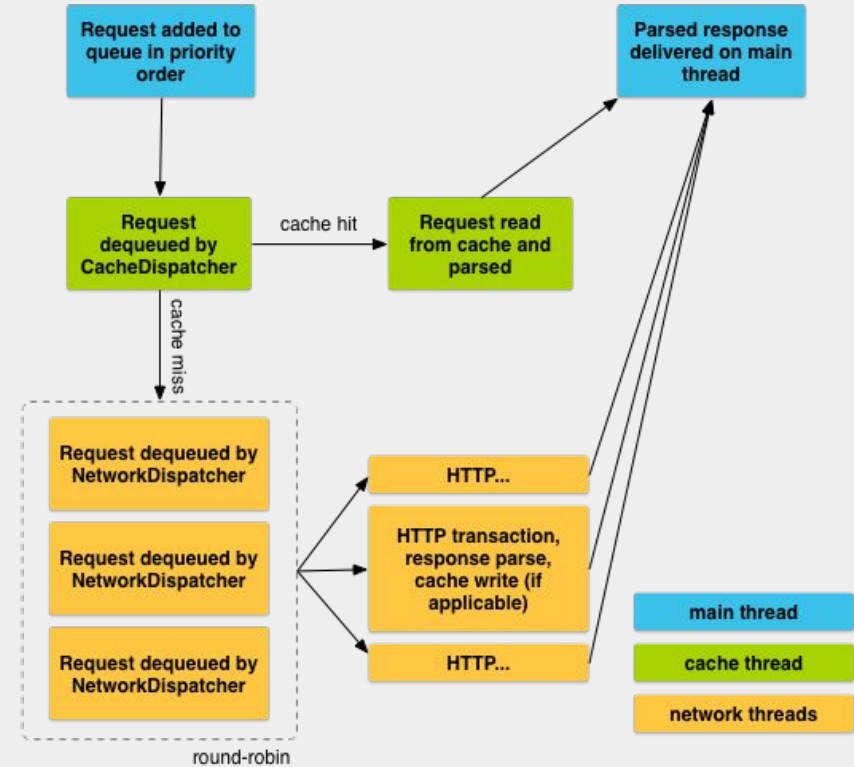 Request added to
queue in priority
order
Parsed response
delivered on main
thread
Request
dequeued by
CacheDispatcher
cache hit
Request read
from cache and
parsed
cache miss
Request dequeued by
NetworkDispatcher
Request dequeued by
NetworkDispatcher
Request dequeued by
NetworkDispatcher
HTTP...
HTTP transaction,
response parse,
cache write (if
applicable)
HTTP...
main thread
cache thread
network threads
round-robin